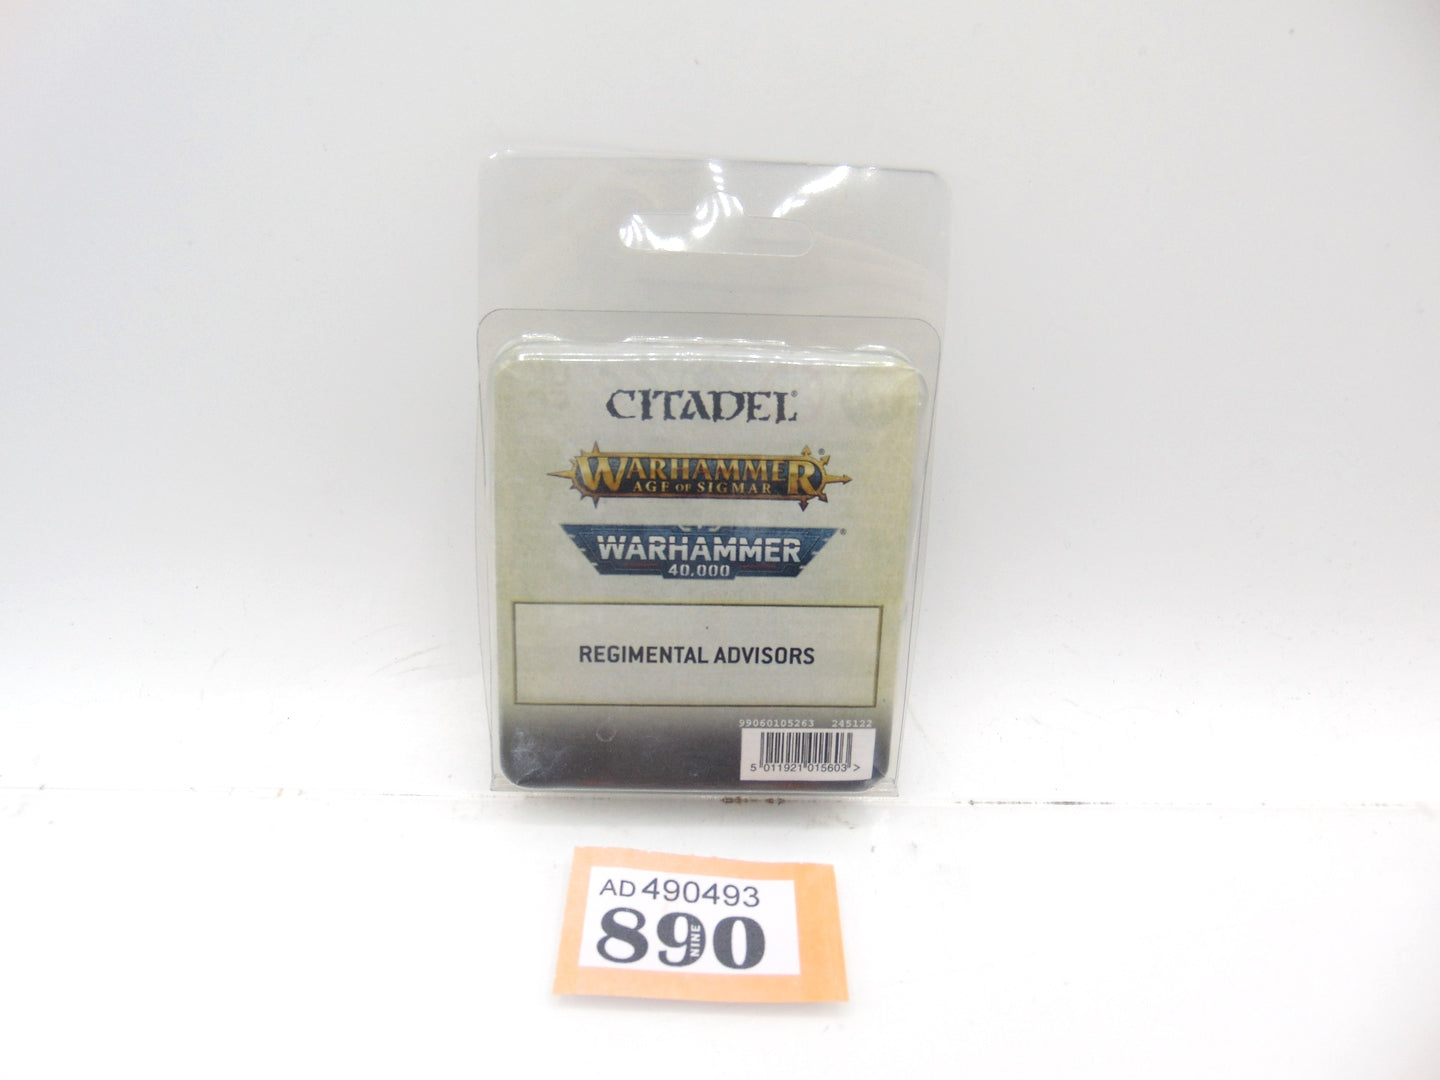 CITADEL®
WARHAMMER®
AGE OF SIGMAR
WARHAMMER®
40,000
REGIMENTAL ADVISORS
99060105263 245122
5 011921 015603 >
AD 490493
890
NINE